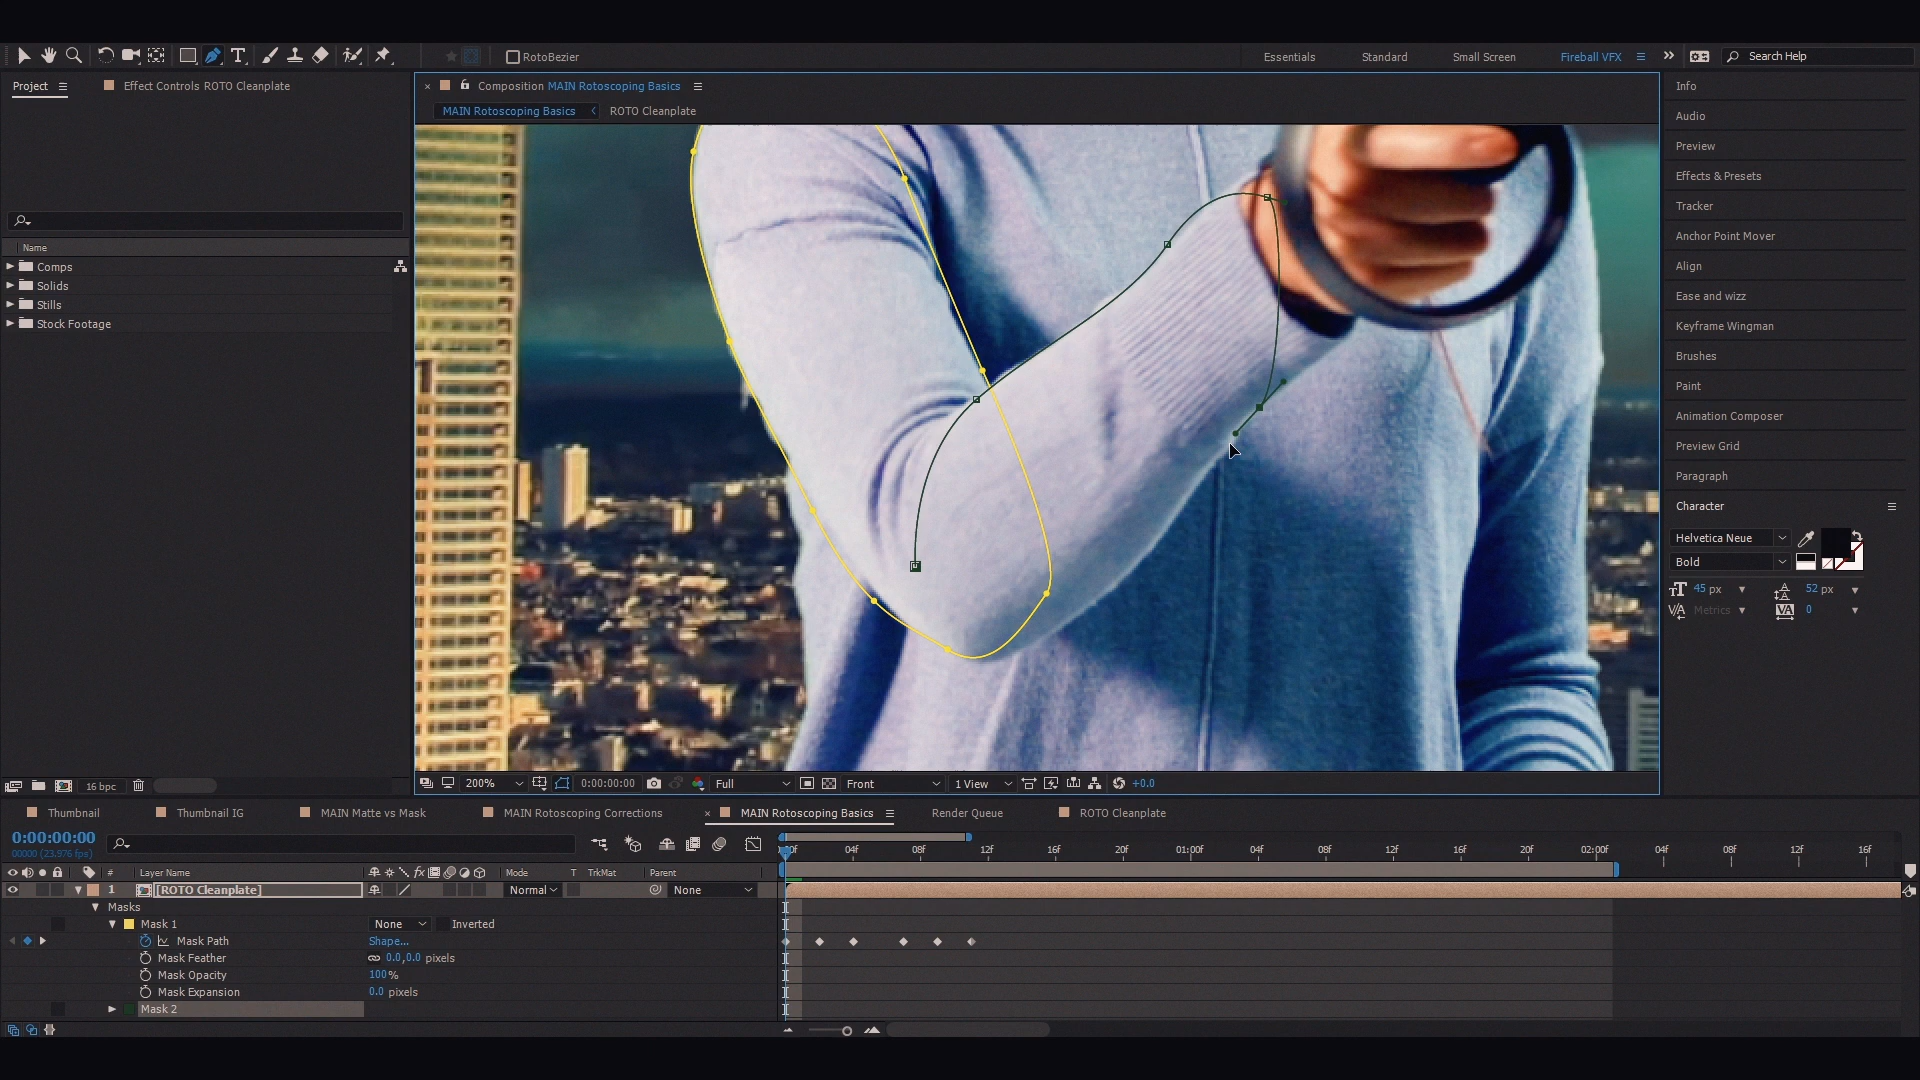 RotoBezier
Essentials
Standard
Small Screen
Fireball VFX
Search Help
Project
Effect Controls ROTO Cleanplate
Composition MAIN Rotoscoping Basics
MAIN Rotoscoping Basics
ROTO Cleanplate
Name
Comps
Solids
Stills
Stock Footage
16 bpc
200%
0:00:00:00
Full
Front
1 View
+0.0
Info
Audio
Preview
Effects & Presets
Tracker
Anchor Point Mover
Align
Ease and wizz
Keyframe Wingman
Brushes
Paint
Animation Composer
Preview Grid
Paragraph
Character
Helvetica Neue
Bold
45 px
52 px
Metrics
0
Thumbnail
Thumbnail IG
MAIN Matte vs Mask
MAIN Rotoscoping Corrections
MAIN Rotoscoping Basics
Render Queue
ROTO Cleanplate
0:00:00:00
00000 (23.976 fps)
04f
08f
12f
16f
20f
01:00f
04f
08f
12f
16f
20f
02:00f
04f
08f
12f
16f
# Layer Name
Mode
T TrkMat
Parent
1 [ROTO Cleanplate]
Normal
None
Masks
Mask 1
None
Inverted
Mask Path
Shape...
Mask Feather
0.0,0.0 pixels
Mask Opacity
100%
Mask Expansion
0.0 pixels
Mask 2